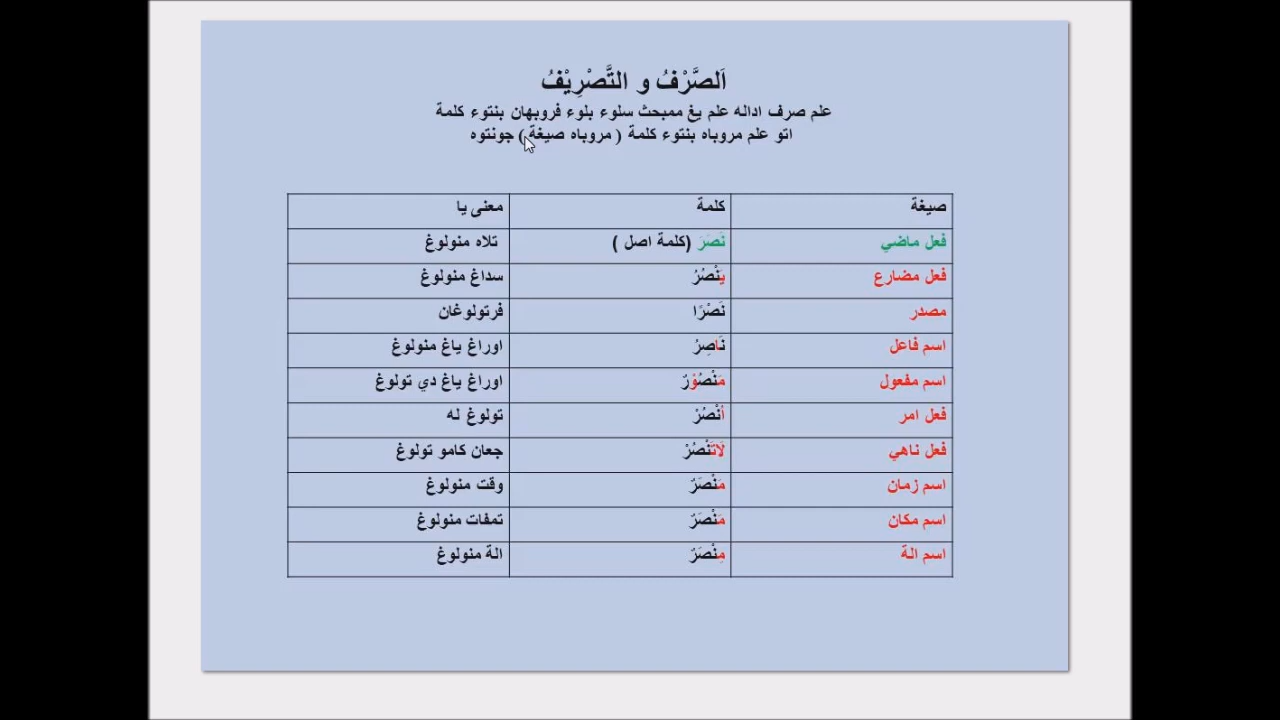 اَلصَّرْفُ و التَّصْرِيْفُ
علم صرف اداله علم يغ ممبحث سلوء بلوء فروبهان بنتوء كلمة
اتو علم مروباه بنتوء كلمة ( مروباه صيغة ) جونتوه
صيغة كلمة معنى يا
فعل ماضي نَصَرَ (كلمة اصل ) تلاه منولوغ
فعل مضارع يَنْصُرُ سداغ منولوغ
مصدر نَصْرًا فرتولوغان
اسم فاعل نَاصِرُ اوراغ ياغ منولوغ
اسم مفعول مَنْصُوْرٌ اوراغ ياغ دي تولوغ
فعل امر اُنْصُرْ تولوغ له
فعل ناهي لَاتَنْصُرْ جعان كامو تولوغ
اسم زمان مَنْصَرٌ وقت منولوغ
اسم مكان مَنْصَرٌ تمفات منولوغ
اسم الة مِنْصَرٌ الة منولوغ